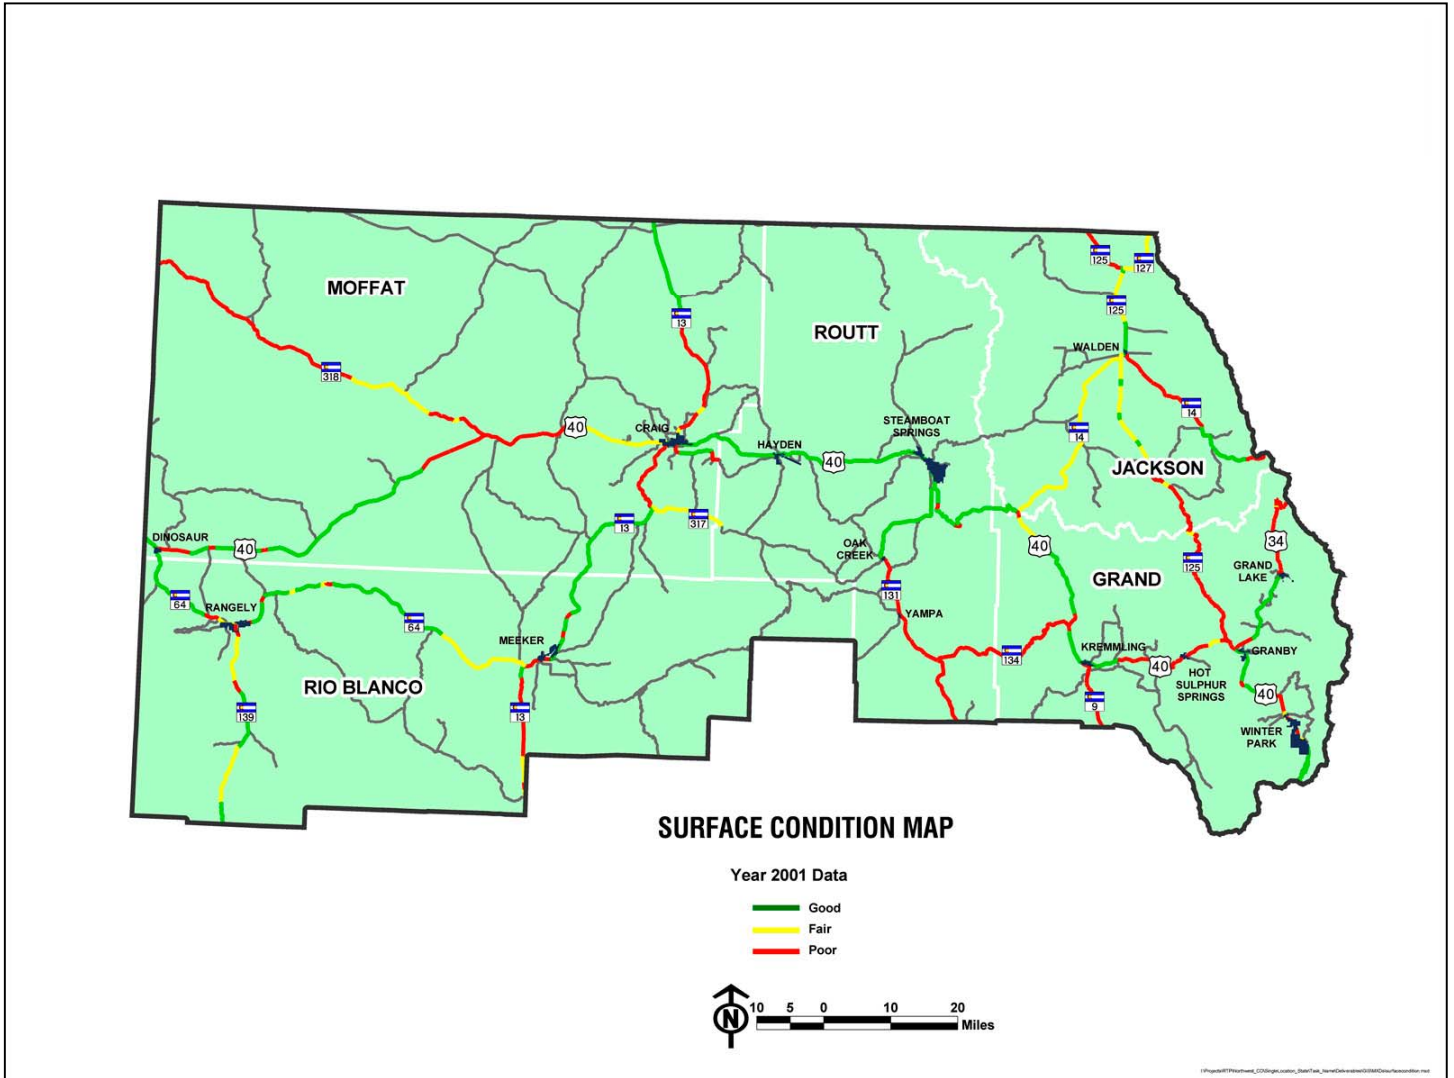 MOFFAT
ROUTT
125
127
125
13
WALDEN
318
14
40
CRAIG
STEAMBOAT
SPRINGS
HAYDEN
40
14
JACKSON
13
317
DINOSAUR
40
OAK
CREEK
40
34
GRAND
LAKE
125
GRAND
64
RANGELY
64
131
YAMPA
MEEKER
134
KREMMLING
40
HOT
SULPHUR
SPRINGS
GRANBY
RIO BLANCO
139
13
9
40
WINTER
PARK
SURFACE CONDITION MAP
Year 2001 Data
Good
Fair
Poor
N
10 5 0 10 20
Miles